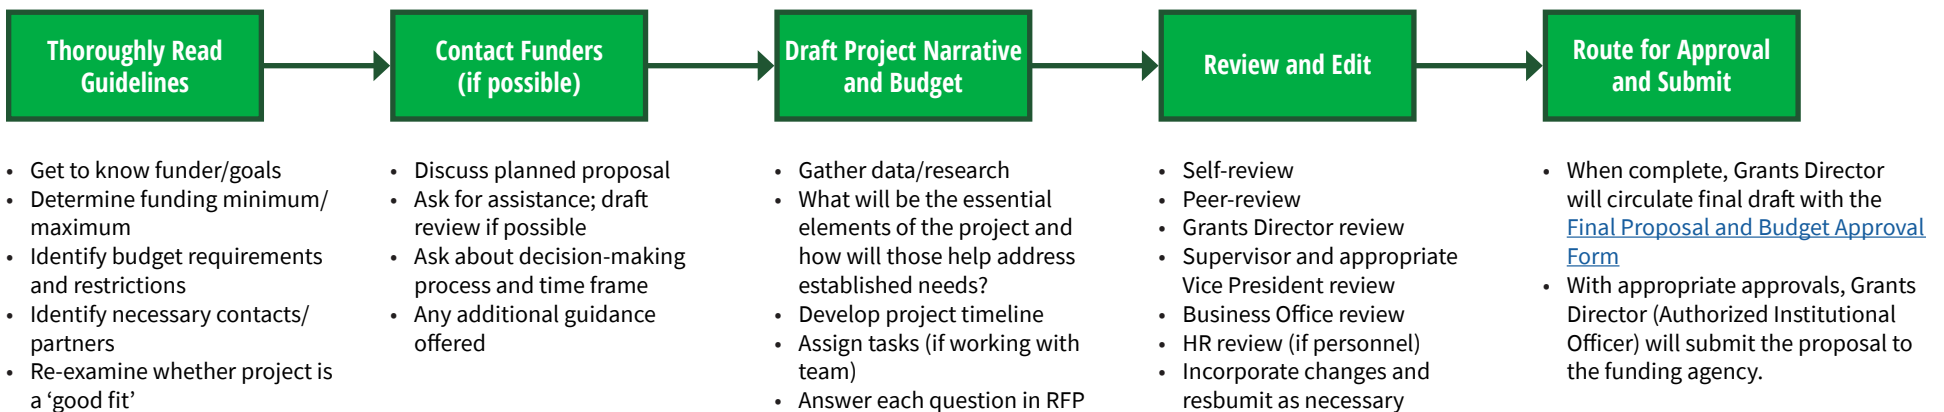 Thoroughly Read
Guidelines
Contact Funders
(if possible)
Draft Project Narrative
and Budget
Review and Edit
Route for Approval
and Submit
• Get to know funder/goals
• Determine funding minimum/
maximum
• Identify budget requirements
and restrictions
• Identify necessary contacts/
partners
• Re-examine whether project is
a ‘good fit’
• Discuss planned proposal
• Ask for assistance; draft
review if possible
• Ask about decision-making
process and time frame
• Any additional guidance
offered
• Gather data/research
• What will be the essential
elements of the project and
how will those help address
established needs?
• Develop project timeline
• Assign tasks (if working with
team)
• Answer each question in RFP
• Self-review
• Peer-review
• Grants Director review
• Supervisor and appropriate
Vice President review
• Business Office review
• HR review (if personnel)
• Incorporate changes and
resbumit as necessary
• When complete, Grants Director
will circulate final draft with the
Final Proposal and Budget Approval
Form
• With appropriate approvals, Grants
Director (Authorized Institutional
Officer) will submit the proposal to
the funding agency.